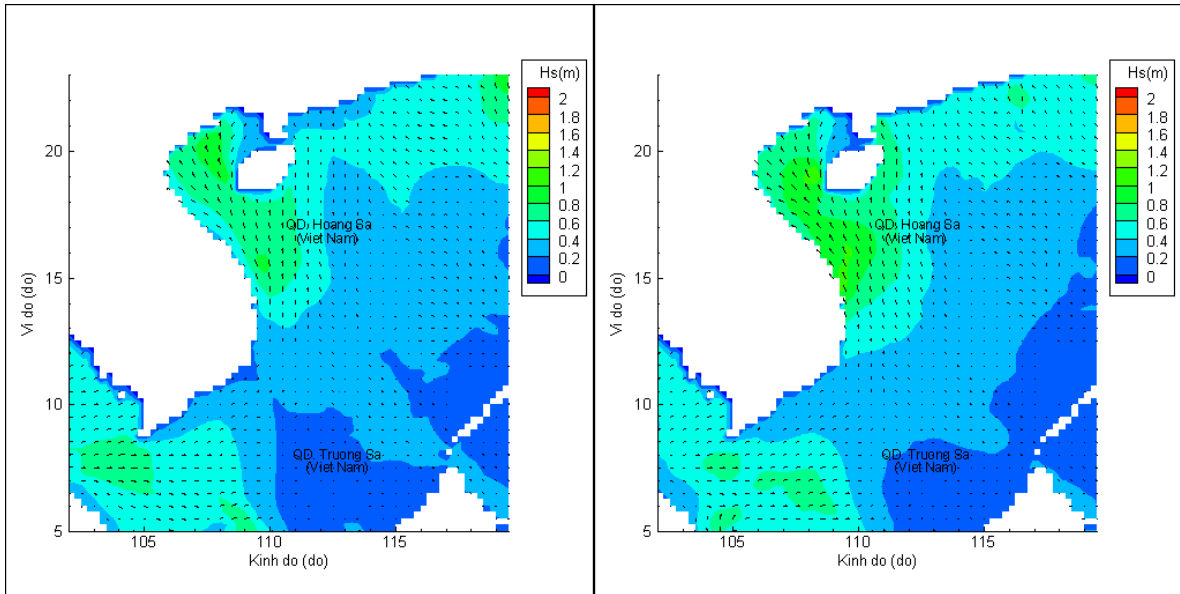 Hs(m)
2
1.8
1.6
1.4
1.2
1
0.8
0.6
0.4
0.2
0
20
15
10
5
Vi do (do)
QD. Hoang Sa
(Viet Nam)
QD. Truong Sa
(Viet Nam)
105
110
115
Kinh do (do)
Hs(m)
2
1.8
1.6
1.4
1.2
1
0.8
0.6
0.4
0.2
0
20
15
10
5
Vi do (do)
QD. Hoang Sa
(Viet Nam)
QD. Truong Sa
(Viet Nam)
105
110
115
Kinh do (do)